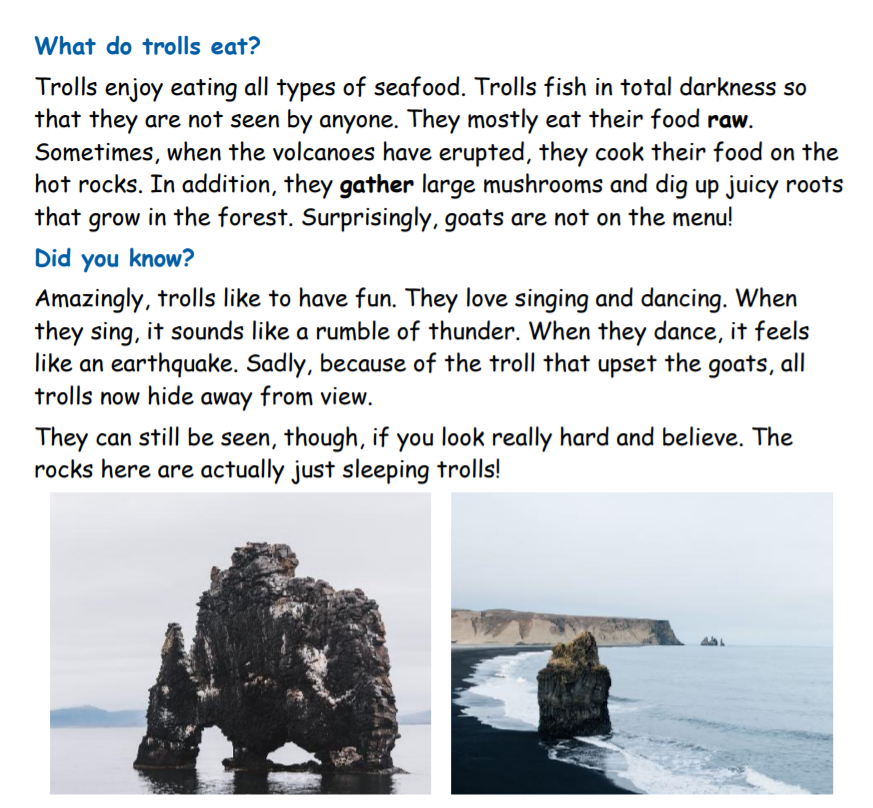 What do trolls eat?
Trolls enjoy eating all types of seafood. Trolls fish in total darkness so
that they are not seen by anyone. They mostly eat their food raw.
Sometimes, when the volcanoes have erupted, they cook their food on the
hot rocks. In addition, they gather large mushrooms and dig up juicy roots
that grow in the forest. Surprisingly, goats are not on the menu!
Did you know?
Amazingly, trolls like to have fun. They love singing and dancing. When
they sing, it sounds like a rumble of thunder. When they dance, it feels
like an earthquake. Sadly, because of the troll that upset the goats, all
trolls now hide away from view.
They can still be seen, though, if you look really hard and believe. The
rocks here are actually just sleeping trolls!